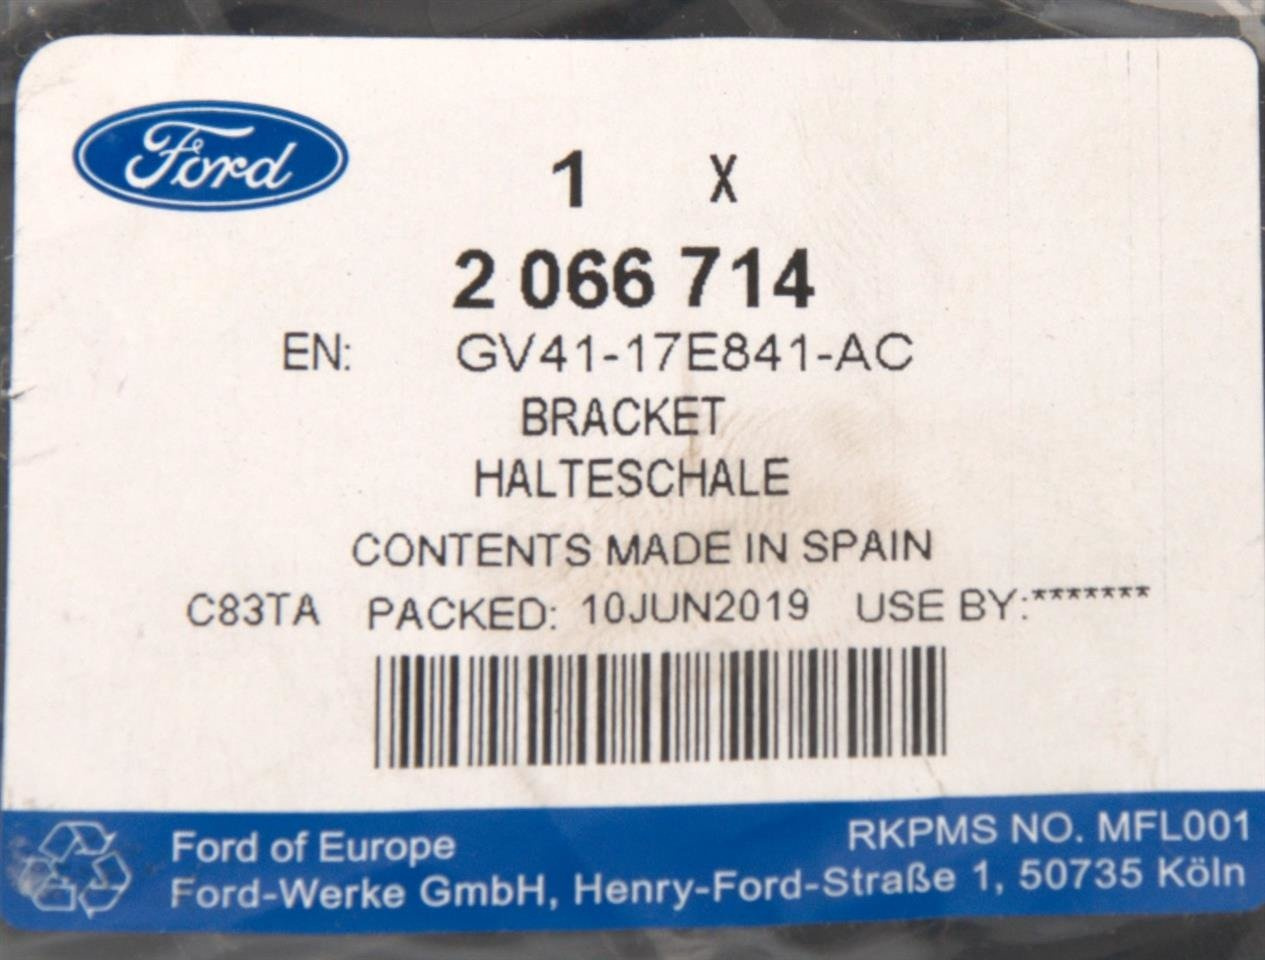 Ford
1 X
2 066 714
EN: GV41-17E841-AC
BRACKET
HALTESCHALE
CONTENTS MADE IN SPAIN
C83TA PACKED: 10JUN2019 USE BY:*******
RKPMS NO. MFL001
Ford of Europe
Ford-Werke GmbH, Henry-Ford-Straße 1, 50735 Köln